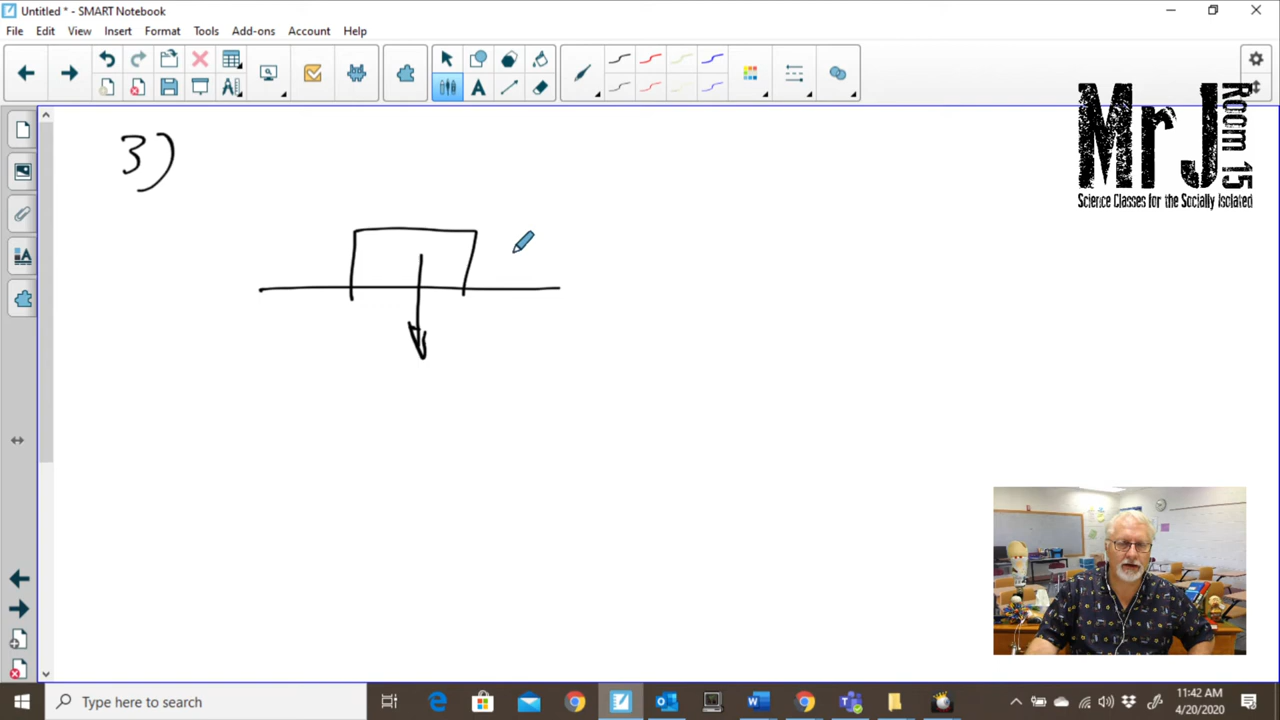 Untitled * - SMART Notebook
File Edit View Insert Format Tools Add-ons Account Help
3)
Mr J
Room 15
Science Classes for the Socially Isolated
Type here to search
11:42 AM
4/20/2020